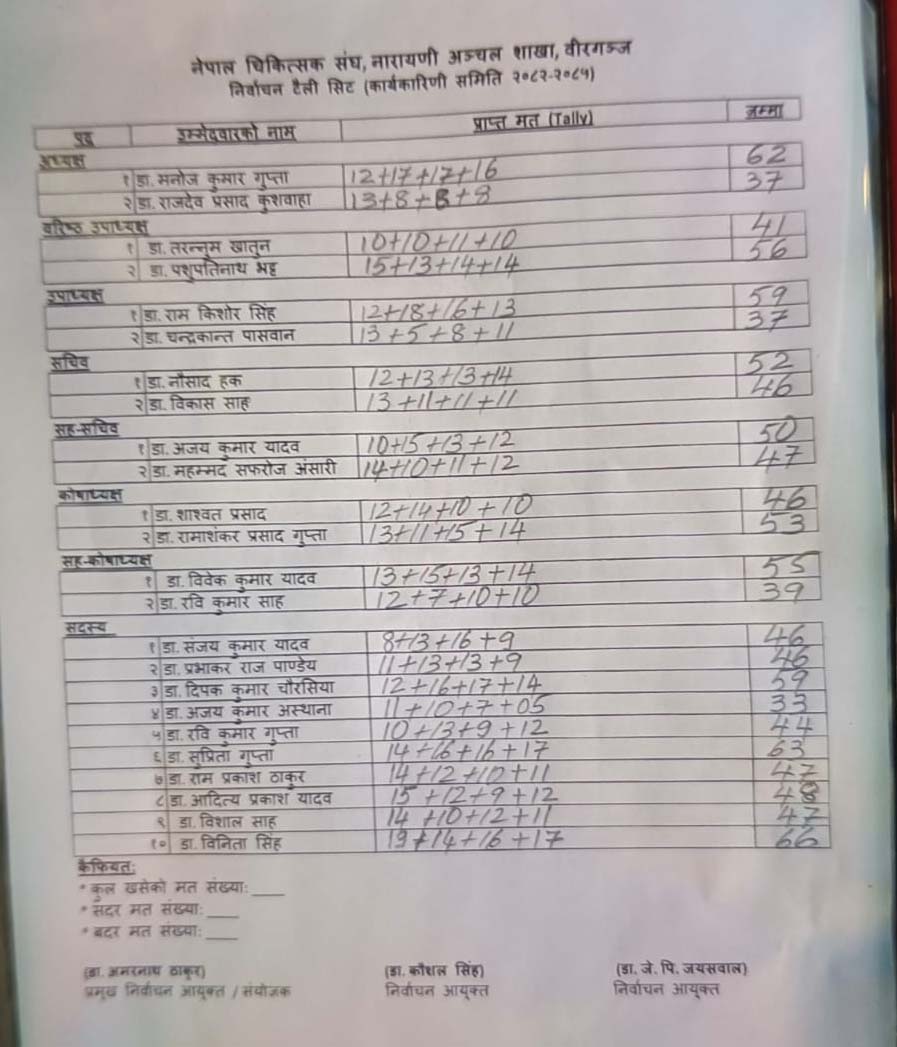 नेपाल चिकित्सक संघ, नारायणी अञ्चल शाखा, वीरगञ्ज
निर्वाचन टैली सिट (कार्यकारिणी समिति २०८२-२०८५)
पद उम्मेदवारको नाम प्राप्त मत (Tally) जम्मा
अध्यक्ष
१ डा. मनोज कुमार गुप्ता 12+17+17+16 62
२ डा. राजदेव प्रसाद कुशवाहा 13+8+8+8 37
वरिष्ठ उपाध्यक्ष
१ डा. तरन्नुम खातुन 10+10+11+10 41
२ डा. पशुपतिनाथ भट्ट 15+13+14+14 56
उपाध्यक्ष
१ डा. राम किशोर सिंह 12+18+16+13 59
२ डा. चन्द्रकान्त पासवान 13+5+8+11 37
सचिव
१ डा. नौसाद हक 12+13+13+14 52
२ डा. विकास साह 13+11+11+11 46
सह-सचिव
१ डा. अजय कुमार यादव 10+15+13+12 50
२ डा. महम्मद सफरोज अंसारी 14+10+11+12 47
कोषाध्यक्ष
१ डा. शाश्वत प्रसाद 12+14+10+10 46
२ डा. रामाशंकर प्रसाद गुप्ता 13+11+15+14 53
सह-कोषाध्यक्ष
१ डा. विवेक कुमार यादव 13+15+13+14 55
२ डा. रवि कुमार साह 12+7+10+10 39
सदस्य
१ डा. संजय कुमार यादव 8+13+16+9 46
२ डा. प्रभाकर राज पाण्डेय 11+13+13+9 46
३ डा. दिपक कुमार चौरसिया 12+16+17+14 59
४ डा. अजय कुमार अस्थाना 11+10+7+05 33
५ डा. रवि कुमार गुप्ता 10+13+9+12 44
६ डा. सुप्रिता गुप्ता 14+16+16+17 63
७ डा. राम प्रकाश ठाकुर 14+12+10+11 47
८ डा. आदित्य प्रकाश यादव 15+12+9+12 48
९ डा. विशाल साह 14+10+12+11 47
१० डा. विनिता सिंह 19+14+16+17 66
कैफियत:
* कुल खसेको मत संख्या: ____
* सदर मत संख्या: ____
* बदर मत संख्या: ____
(डा. अमरनाथ ठाकुर) (डा. कौशल सिंह) (डा. जे. पि. जयसवाल)
प्रमुख निर्वाचन आयुक्त / संयोजक निर्वाचन आयुक्त निर्वाचन आयुक्त